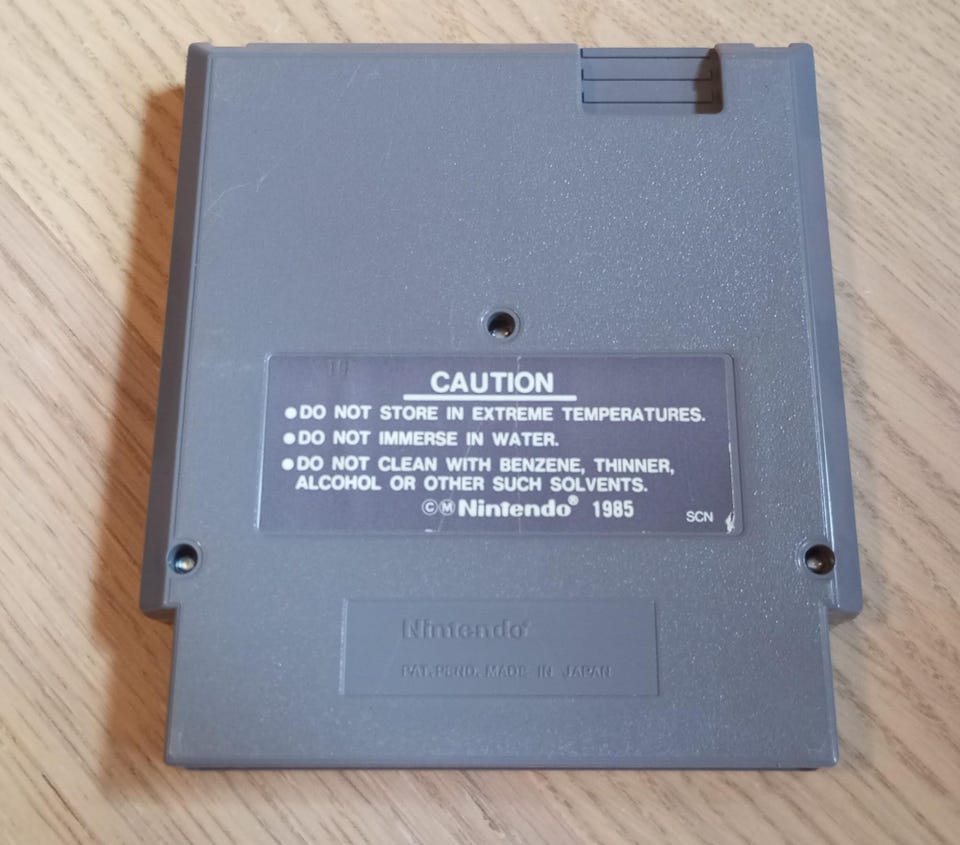 CAUTION
●DO NOT STORE IN EXTREME TEMPERATURES.
●DO NOT IMMERSE IN WATER.
●DO NOT CLEAN WITH BENZENE, THINNER,
ALCOHOL OR OTHER SUCH SOLVENTS.
©Ⓜ Nintendo® 1985
SCN
Nintendo®
PAT. PEND. MADE IN JAPAN